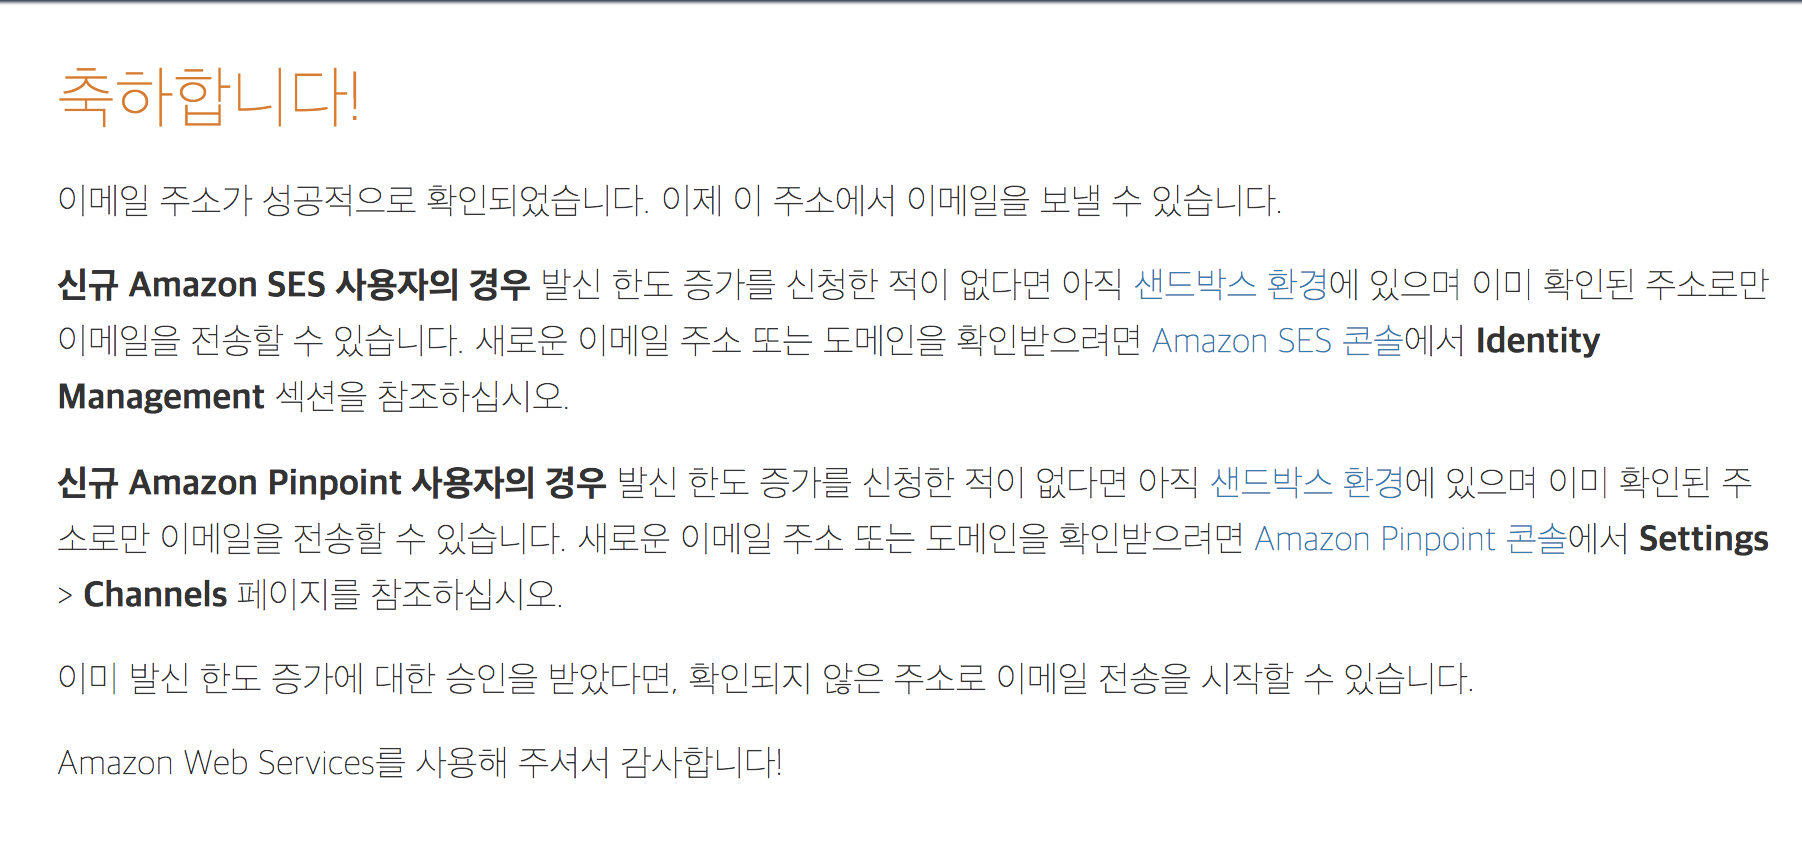 축하합니다!
이메일 주소가 성공적으로 확인되었습니다. 이제 이 주소에서 이메일을 보낼 수 있습니다.
신규 Amazon SES 사용자의 경우 발신 한도 증가를 신청한 적이 없다면 아직 샌드박스 환경에 있으며 이미 확인된 주소로만
이메일을 전송할 수 있습니다. 새로운 이메일 주소 또는 도메인을 확인받으려면 Amazon SES 콘솔에서 Identity
Management 섹션을 참조하십시오.
신규 Amazon Pinpoint 사용자의 경우 발신 한도 증가를 신청한 적이 없다면 아직 샌드박스 환경에 있으며 이미 확인된 주
소로만 이메일을 전송할 수 있습니다. 새로운 이메일 주소 또는 도메인을 확인받으려면 Amazon Pinpoint 콘솔에서 Settings
> Channels 페이지를 참조하십시오.
이미 발신 한도 증가에 대한 승인을 받았다면, 확인되지 않은 주소로 이메일 전송을 시작할 수 있습니다.
Amazon Web Services를 사용해 주셔서 감사합니다!